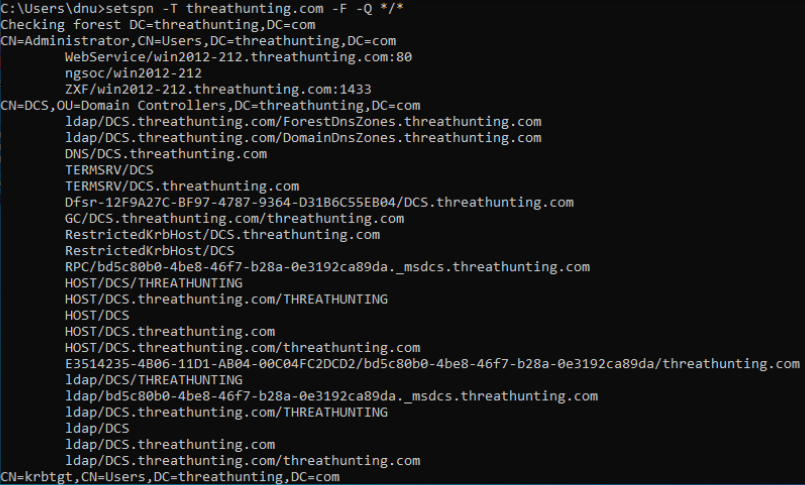 C:\Users\dnu>setspn -T threathunting.com -F -Q */*
Checking forest DC=threathunting,DC=com
CN=Administrator,CN=Users,DC=threathunting,DC=com
WebService/win2012-212.threathunting.com:80
ngsoc/win2012-212
ZXF/win2012-212.threathunting.com:1433
CN=DCS,OU=Domain Controllers,DC=threathunting,DC=com
ldap/DCS.threathunting.com/ForestDnsZones.threathunting.com
ldap/DCS.threathunting.com/DomainDnsZones.threathunting.com
DNS/DCS.threathunting.com
TERMSRV/DCS
TERMSRV/DCS.threathunting.com
Dfsr-12F9A27C-BF97-4787-9364-D31B6C55EB04/DCS.threathunting.com
GC/DCS.threathunting.com/threathunting.com
RestrictedKrbHost/DCS.threathunting.com
RestrictedKrbHost/DCS
RPC/bd5c80b0-4be8-46f7-b28a-0e3192ca89da._msdcs.threathunting.com
HOST/DCS/THREATHUNTING
HOST/DCS.threathunting.com/THREATHUNTING
HOST/DCS
HOST/DCS.threathunting.com
HOST/DCS.threathunting.com/threathunting.com
E3514235-4B06-11D1-AB04-00C04FC2DCD2/bd5c80b0-4be8-46f7-b28a-0e3192ca89da/threathunting.com
ldap/DCS/THREATHUNTING
ldap/bd5c80b0-4be8-46f7-b28a-0e3192ca89da._msdcs.threathunting.com
ldap/DCS.threathunting.com/THREATHUNTING
ldap/DCS
ldap/DCS.threathunting.com
ldap/DCS.threathunting.com/threathunting.com
CN=krbtgt,CN=Users,DC=threathunting,DC=com